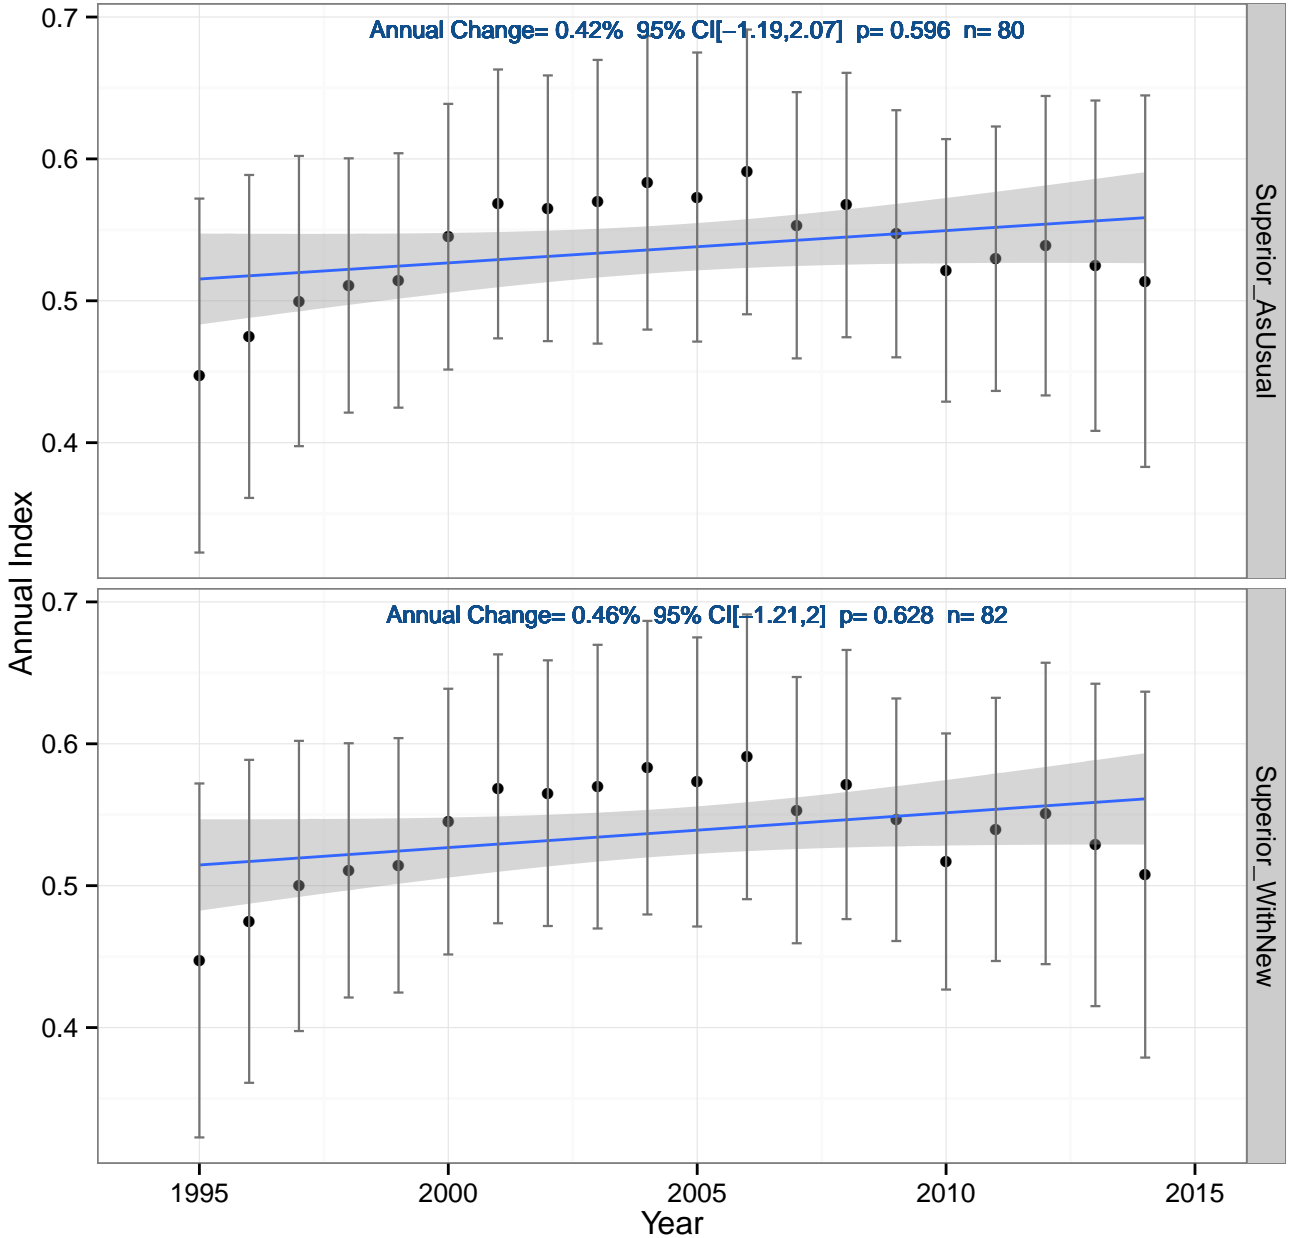 Annual Change= 0.42%  95% CI[−1.19,2.07]  p= 0.596  n= 80
0.7
0.6
0.5
0.4
Superior_AsUsual
Annual Index
Annual Change= 0.46%  95% CI[−1.21,2]  p= 0.628  n= 82
0.7
0.6
0.5
0.4
Superior_WithNew
1995 2000 2005 2010 2015
Year